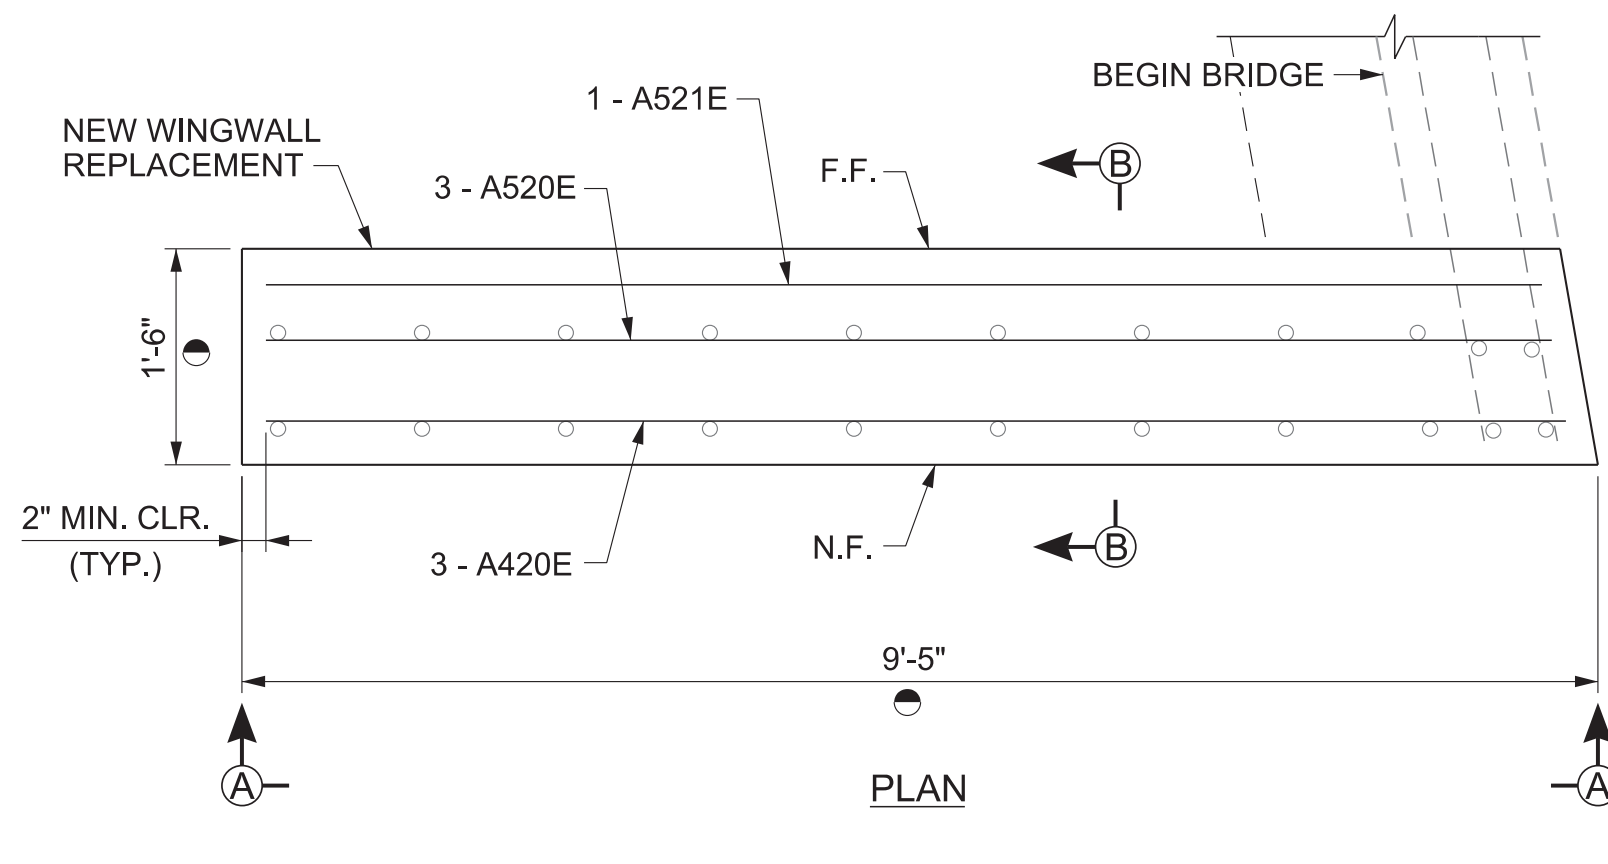 BEGIN BRIDGE
1 - A521E
NEW WINGWALL
REPLACEMENT
3 - A520E
F.F.
B
1'-6"
2" MIN. CLR.
(TYP.)
3 - A420E
N.F.
B
9'-5"
A
PLAN
A